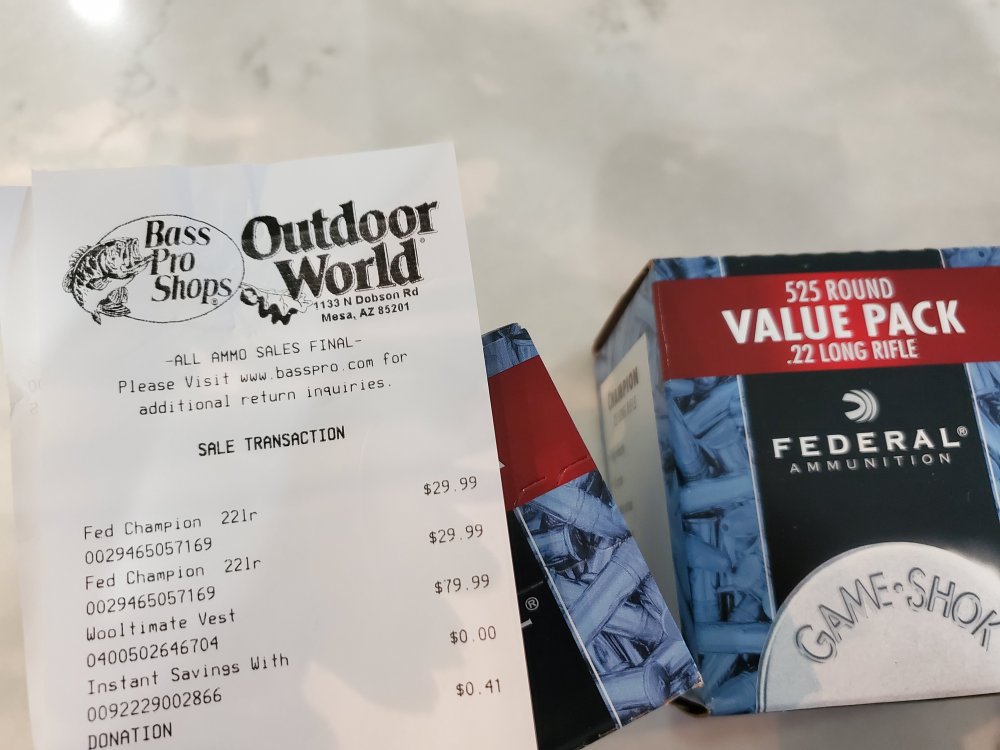 Bass
Pro
Shops®
Outdoor
World®
1133 N Dobson Rd
Mesa, AZ 85201
-ALL AMMO SALES FINAL-
Please Visit www.basspro.com for
additional return inquiries.
SALE TRANSACTION
$29.99
Fed Champion 22lr
0029465057169
$29.99
Fed Champion 22lr
0029465057169
$79.99
Wooltimate Vest
0400502646704
$0.00
Instant Savings With
0092229002866
$0.41
DONATION
525 ROUND
VALUE PACK
.22 LONG RIFLE
FEDERAL®
AMMUNITION
GAME·SHOK
CHAMPION
®